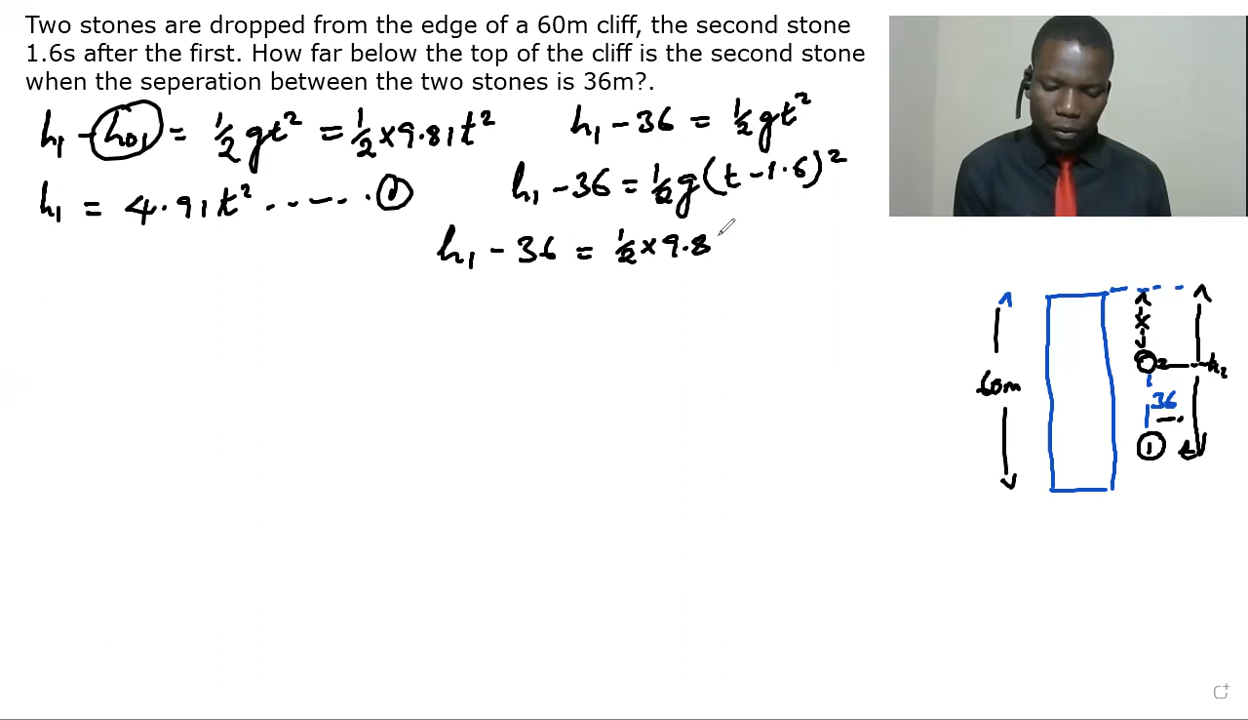 Two stones are dropped from the edge of a 60m cliff, the second stone
1.6s after the first. How far below the top of the cliff is the second stone
when the seperation between the two stones is 36m?.
h₁ - h₀₁ = ½gt² = ½×9.81t²
h₁ = 4.91t² ------ . ①
h₁ - 36 = ½gt²
h₁ - 36 = ½g(t - 1.6)²
h₁ - 36 = ½×9.8
x
2
h₂
60m
36
① t